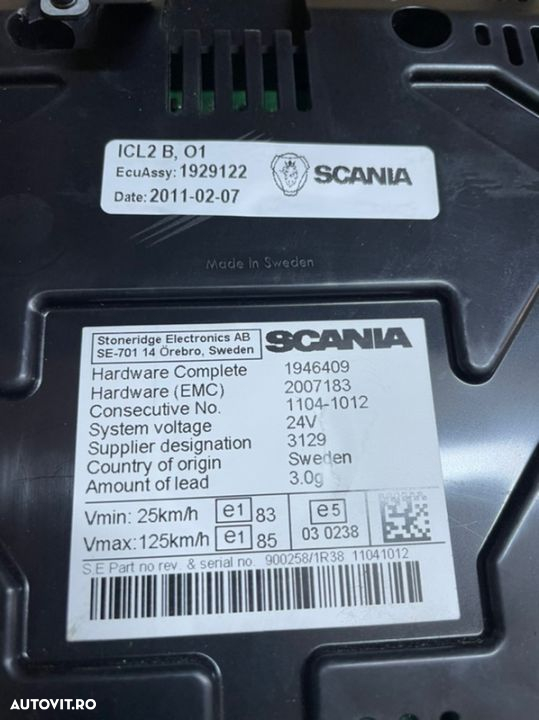 ICL2 B, O1
EcuAssy: 1929122
Date: 2011-02-07
SCANIA
Made In Sweden
Stoneridge Electronics AB
SE-701 14 Örebro, Sweden
SCANIA
Hardware Complete 1946409
Hardware (EMC) 2007183
Consecutive No. 1104-1012
System voltage 24V
Supplier designation 3129
Country of origin Sweden
Amount of lead 3.0g
Vmin: 25km/h e1 83
Vmax: 125km/h e1 85
e5
03 0238
S.E Part no rev. & serial no. 900258/1R38 11041012
AUTOVIT.RO